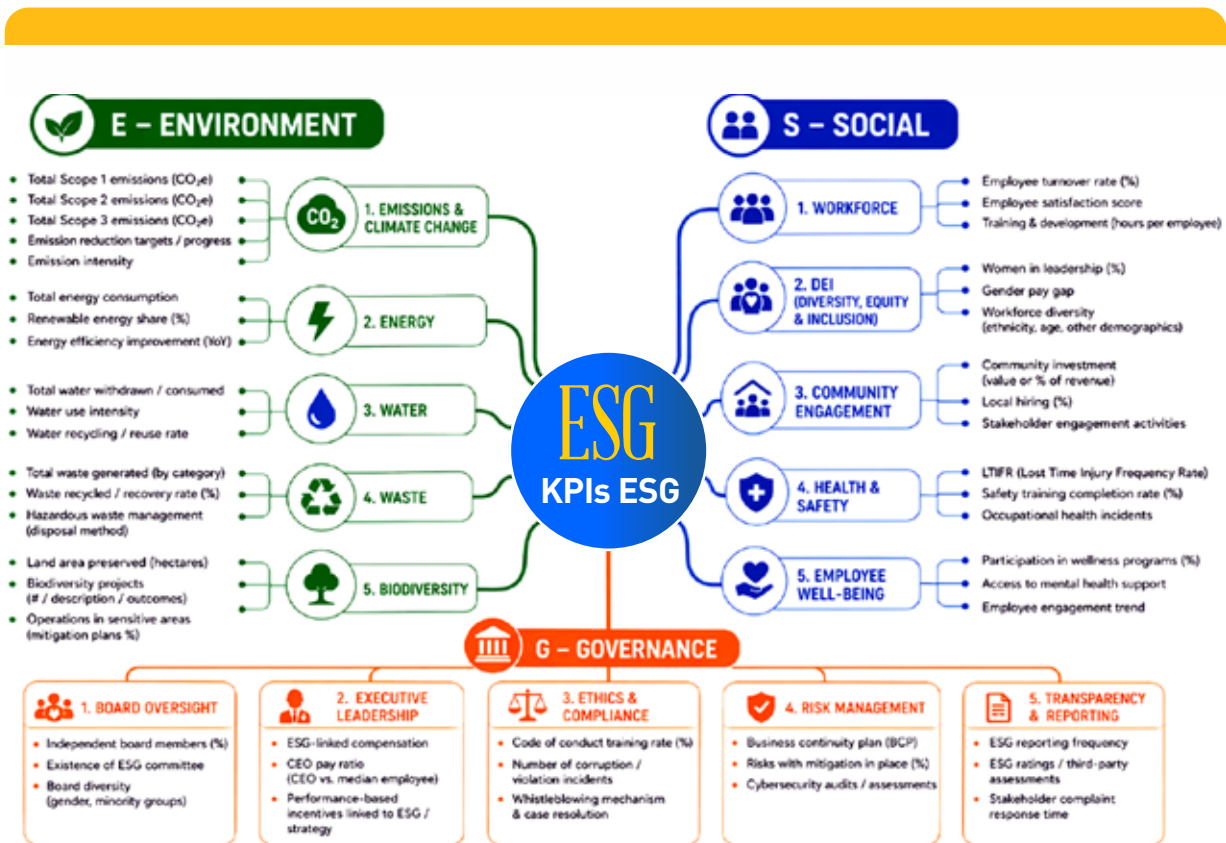 E – ENVIRONMENT
Total Scope 1 emissions (CO₂e)
Total Scope 2 emissions (CO₂e)
Total Scope 3 emissions (CO₂e)
Emission reduction targets / progress
Emission intensity
CO₂
1. EMISSIONS &
CLIMATE CHANGE
Total energy consumption
Renewable energy share (%)
Energy efficiency improvement (YoY)
2. ENERGY
Total water withdrawn / consumed
Water use intensity
Water recycling / reuse rate
3. WATER
Total waste generated (by category)
Waste recycled / recovery rate (%)
Hazardous waste management
(disposal method)
4. WASTE
Land area preserved (hectares)
Biodiversity projects
(# / description / outcomes)
Operations in sensitive areas
(mitigation plans %)
5. BIODIVERSITY
ESG
KPIs ESG
S – SOCIAL
1. WORKFORCE
Employee turnover rate (%)
Employee satisfaction score
Training & development (hours per employee)
2. DEI
(DIVERSITY, EQUITY
& INCLUSION)
Women in leadership (%)
Gender pay gap
Workforce diversity
(ethnicity, age, other demographics)
3. COMMUNITY
ENGAGEMENT
Community investment
(value or % of revenue)
Local hiring (%)
Stakeholder engagement activities
4. HEALTH &
SAFETY
LTIFR (Lost Time Injury Frequency Rate)
Safety training completion rate (%)
Occupational health incidents
5. EMPLOYEE
WELL-BEING
Participation in wellness programs (%)
Access to mental health support
Employee engagement trend
G – GOVERNANCE
1. BOARD OVERSIGHT
Independent board members (%)
Existence of ESG committee
Board diversity
(gender, minority groups)
2. EXECUTIVE
LEADERSHIP
ESG-linked compensation
CEO pay ratio
(CEO vs. median employee)
Performance-based
incentives linked to ESG /
strategy
3. ETHICS &
COMPLIANCE
Code of conduct training rate (%)
Number of corruption /
violation incidents
Whistleblowing mechanism
& case resolution
4. RISK MANAGEMENT
Business continuity plan (BCP)
Risks with mitigation in place (%)
Cybersecurity audits / assessments
5. TRANSPARENCY
& REPORTING
ESG reporting frequency
ESG ratings / third-party
assessments
Stakeholder complaint
response time